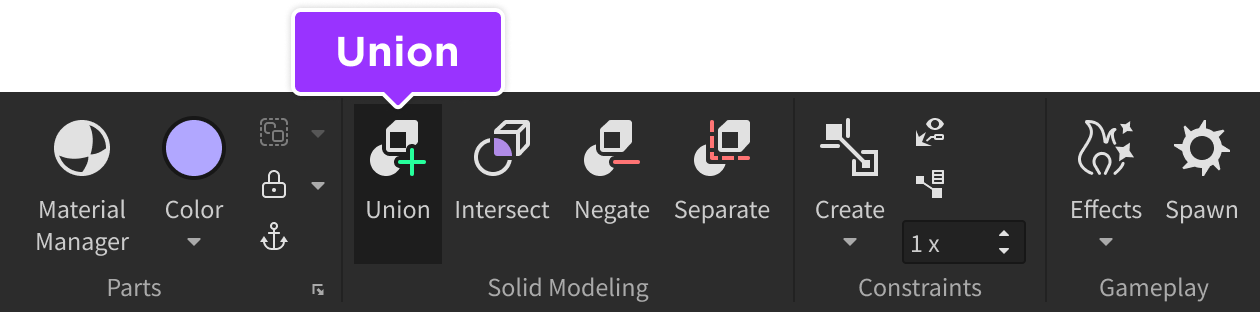 Union
Material
Manager
Color
Union
Intersect
Negate
Separate
Create
1 x
Effects
Spawn
Parts
Solid Modeling
Constraints
Gameplay